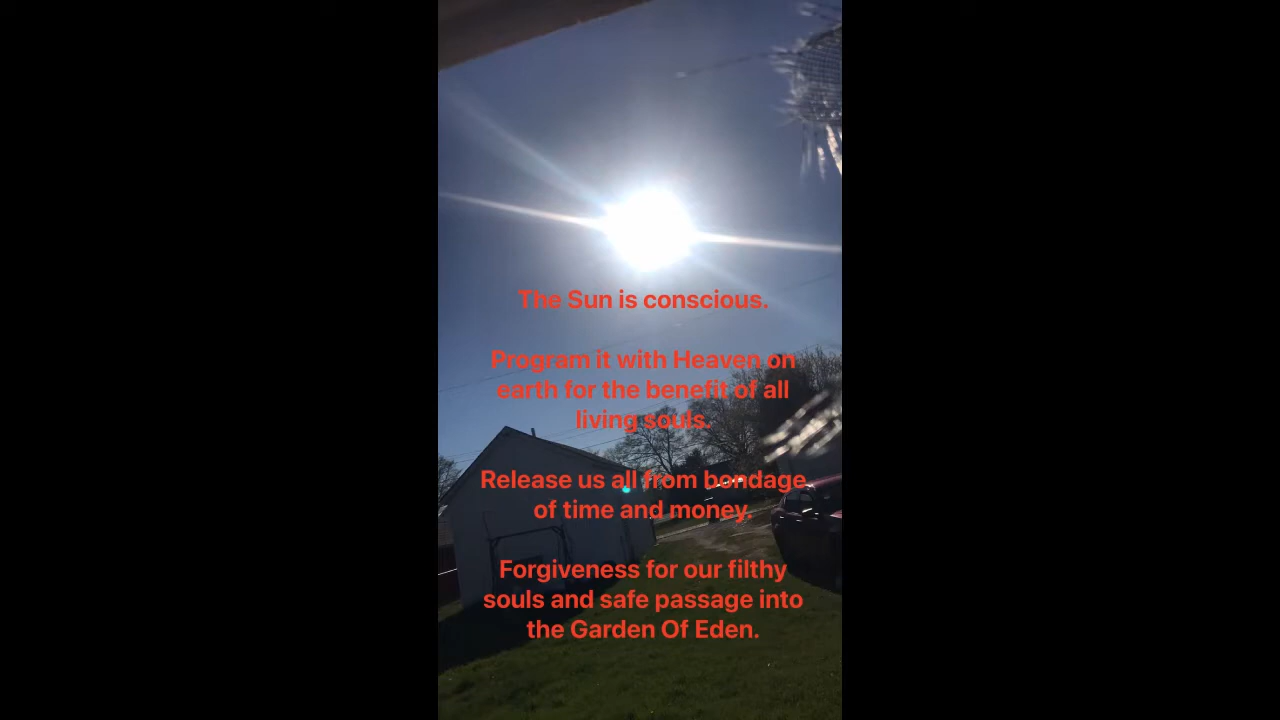 The Sun is conscious.
Program it with Heaven on
earth for the benefit of all
living souls.
Release us all from bondage
of time and money.
Forgiveness for our filthy
souls and safe passage into
the Garden Of Eden.